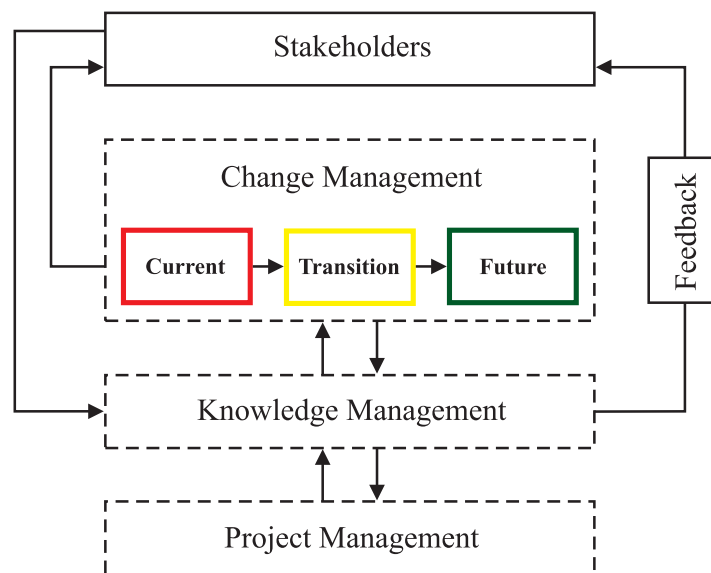 Stakeholders
Change Management
Current
Transition
Future
Feedback
Knowledge Management
Project Management